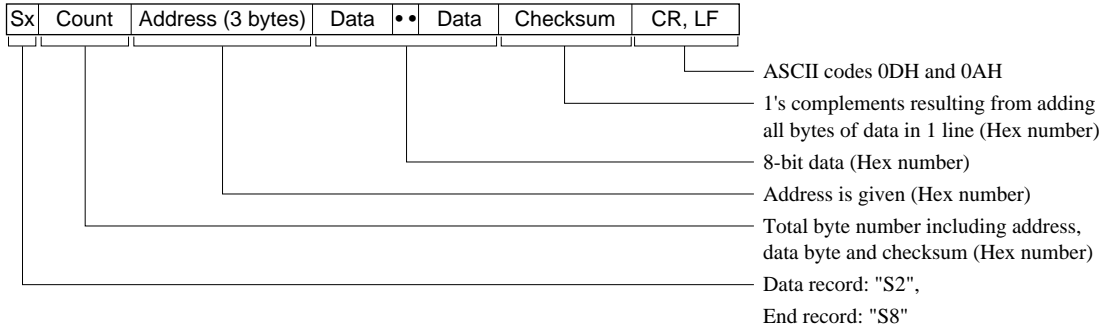 Sx Count Address (3 bytes) Data •• Data Checksum CR, LF
ASCII codes 0DH and 0AH
1's complements resulting from adding
all bytes of data in 1 line (Hex number)
8-bit data (Hex number)
Address is given (Hex number)
Total byte number including address,
data byte and checksum (Hex number)
Data record: "S2",
End record: "S8"